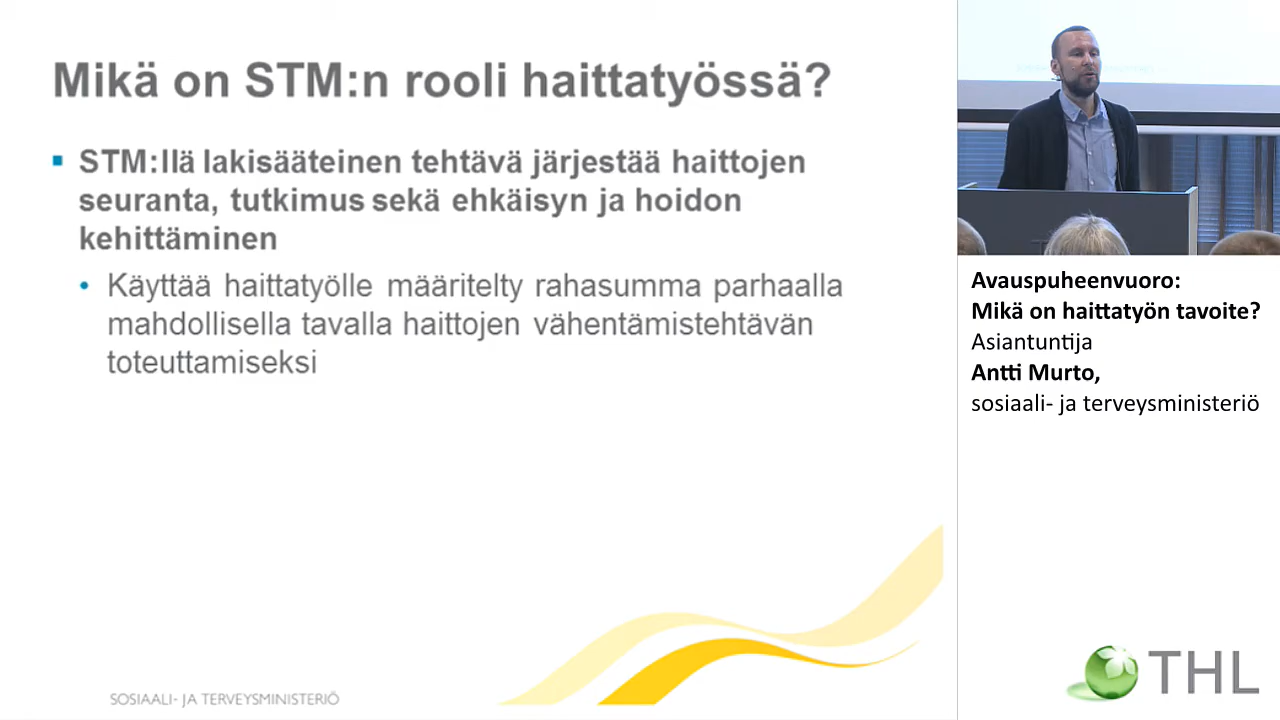 Mikä on STM:n rooli haittatyössä?
STM:llä lakisääteinen tehtävä järjestää haittojen
seuranta, tutkimus sekä ehkäisyn ja hoidon
kehittäminen
Käyttää haittatyölle määritelty rahasumma parhaalla
mahdollisella tavalla haittojen vähentämistehtävän
toteuttamiseksi
SOSIAALI- JA TERVEYSMINISTERIÖ
Avauspuheenvuoro:
Mikä on haittatyön tavoite?
Asiantuntija
Antti Murto,
sosiaali- ja terveysministeriö
THL